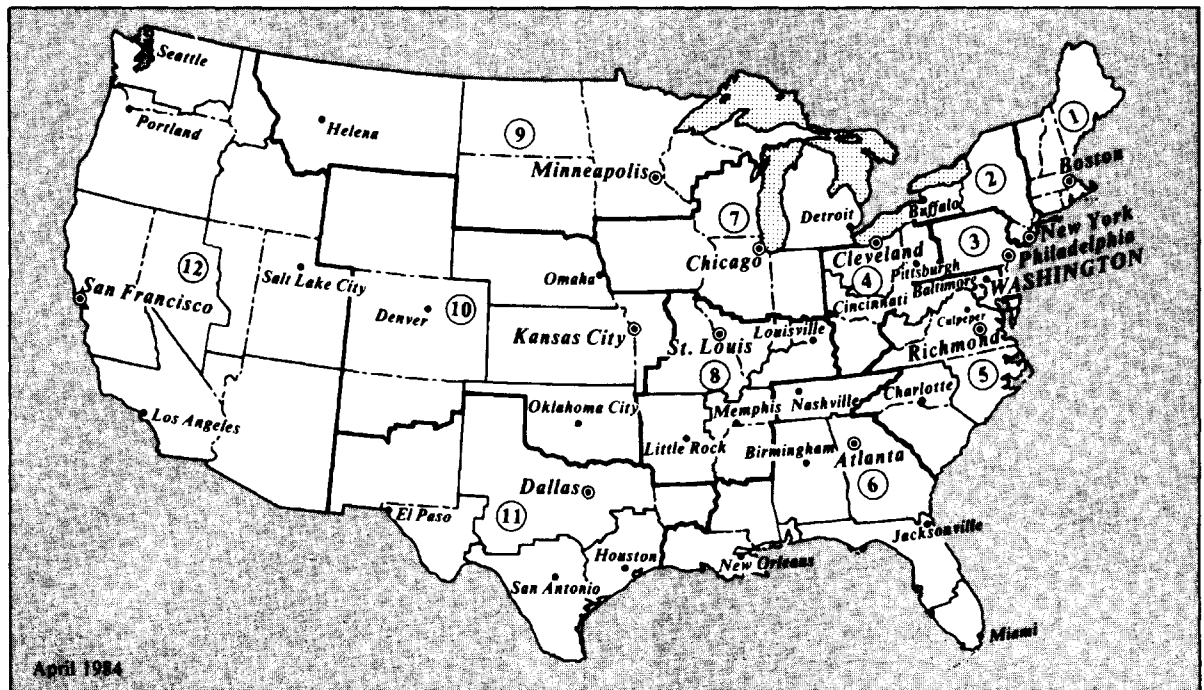 Seattle
Portland
Helena
9
Minneapolis
1
Boston
2
Buffalo
7
Detroit
3
New York
Philadelphia
Cleveland
Chicago
4
Pittsburgh
WASHINGTON
Cincinnati
Baltimore
12
San Francisco
Salt Lake City
Omaha
Denver
10
Kansas City
St. Louis
Louisville
Culpeper
Richmond
8
5
Oklahoma City
Memphis
Nashville
Charlotte
Los Angeles
Little Rock
Birmingham
Atlanta
6
Dallas
El Paso
11
Houston
Jacksonville
New Orleans
San Antonio
Miami
April 1984